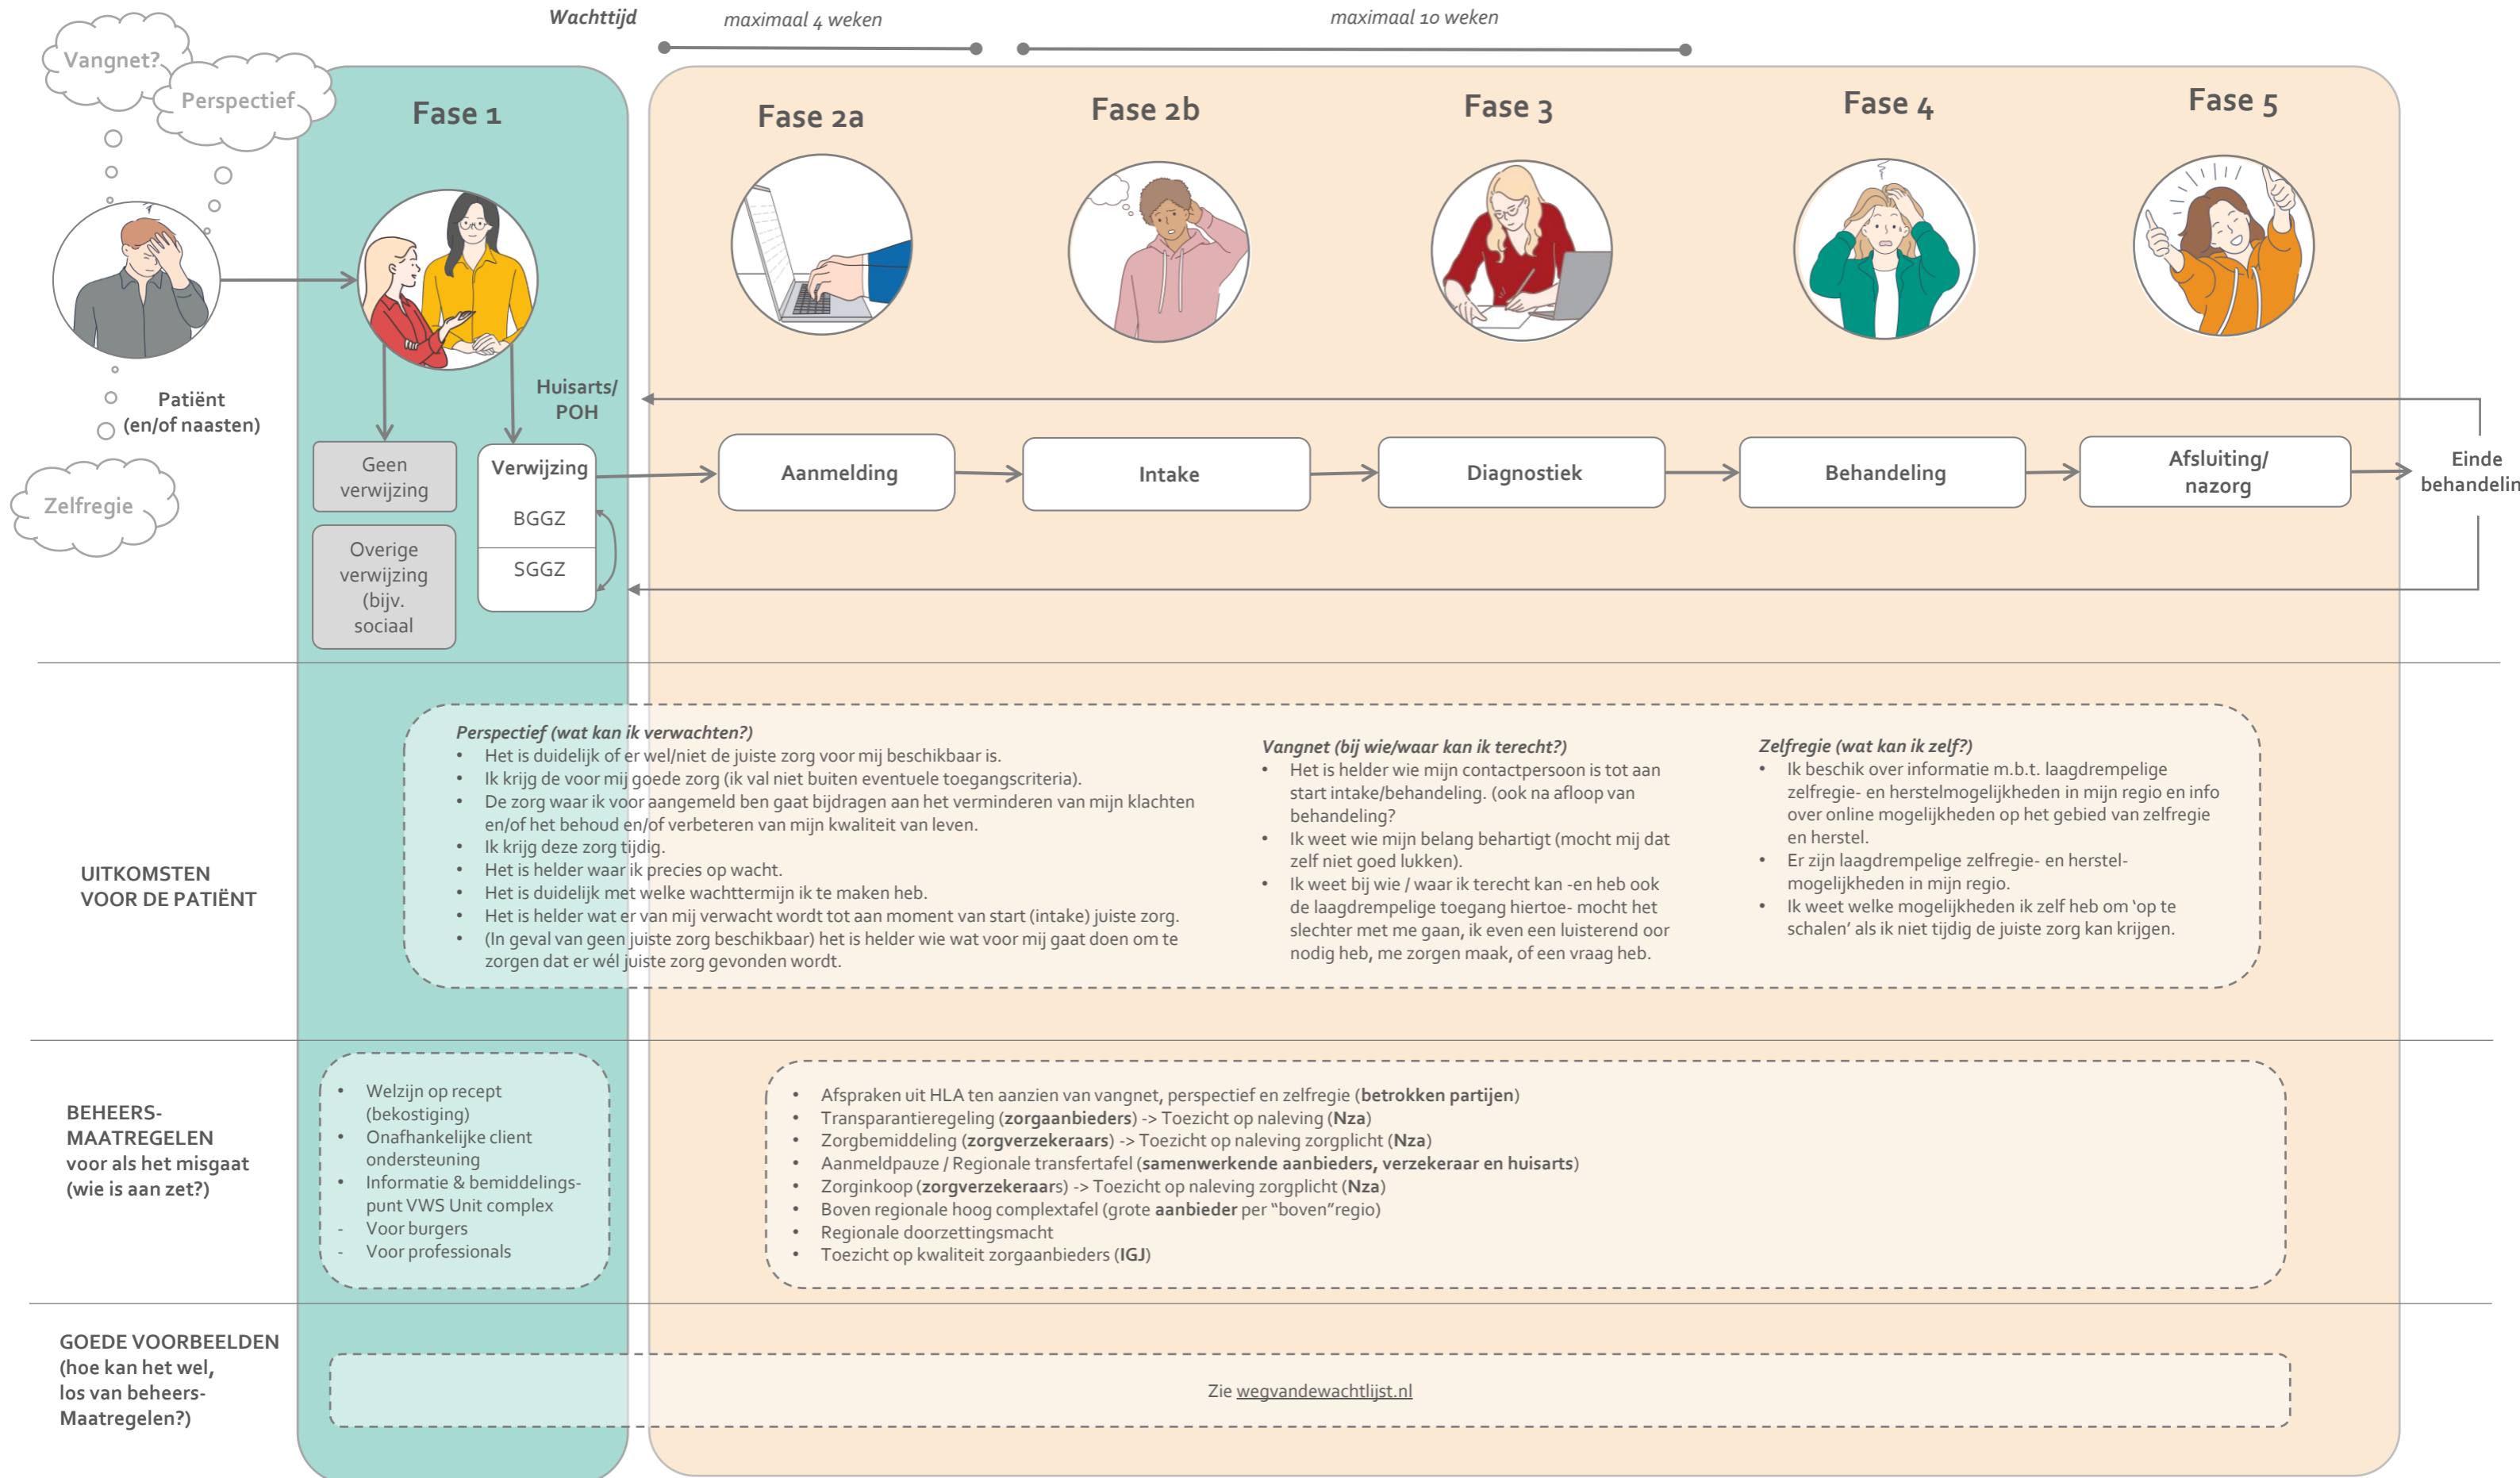 Wachttijd
maximaal 4 weken
maximaal 10 weken
Vangnet?
Perspectief
Fase 1
Fase 2a
Fase 2b
Fase 3
Fase 4
Fase 5
Patiënt
(en/of naasten)
Zelfregie
Huisarts/
POH
Geen
verwijzing
Overige
verwijzing
(bijv.
sociaal
Verwijzing
BGGZ
SGGZ
Aanmelding
Intake
Diagnostiek
Behandeling
Afsluiting/
nazorg
Einde
behandelin
UITKOMSTEN
VOOR DE PATIËNT
Perspectief (wat kan ik verwachten?)
• Het is duidelijk of er wel/niet de juiste zorg voor mij beschikbaar is.
• Ik krijg de voor mij goede zorg (ik val niet buiten eventuele toegangscriteria).
• De zorg waar ik voor aangemeld ben gaat bijdragen aan het verminderen van mijn klachten
en/of het behoud en/of verbeteren van mijn kwaliteit van leven.
• Ik krijg deze zorg tijdig.
• Het is helder waar ik precies op wacht.
• Het is duidelijk met welke wachttermijn ik te maken heb.
• Het is helder wat er van mij verwacht wordt tot aan moment van start (intake) juiste zorg.
• (In geval van geen juiste zorg beschikbaar) het is helder wie wat voor mij gaat doen om te
zorgen dat er wél juiste zorg gevonden wordt.
Vangnet (bij wie/waar kan ik terecht?)
• Het is helder wie mijn contactpersoon is tot aan
start intake/behandeling. (ook na afloop van
behandeling?
• Ik weet wie mijn belang behartigt (mocht mij dat
zelf niet goed lukken).
• Ik weet bij wie / waar ik terecht kan -en heb ook
de laagdrempelige toegang hiertoe- mocht het
slechter met me gaan, ik even een luisterend oor
nodig heb, me zorgen maak, of een vraag heb.
Zelfregie (wat kan ik zelf?)
• Ik beschik over informatie m.b.t. laagdrempelige
zelfregie- en herstelmogelijkheden in mijn regio en info
over online mogelijkheden op het gebied van zelfregie
en herstel.
• Er zijn laagdrempelige zelfregie- en herstel-
mogelijkheden in mijn regio.
• Ik weet welke mogelijkheden ik zelf heb om ‘op te
schalen’ als ik niet tijdig de juiste zorg kan krijgen.
BEHEERS-
MAATREGELEN
voor als het misgaat
(wie is aan zet?)
• Welzijn op recept
(bekostiging)
• Onafhankelijke client
ondersteuning
• Informatie & bemiddelings-
punt VWS Unit complex
- Voor burgers
- Voor professionals
• Afspraken uit HLA ten aanzien van vangnet, perspectief en zelfregie (betrokken partijen)
• Transparantieregeling (zorgaanbieders) -> Toezicht op naleving (Nza)
• Zorgbemiddeling (zorgverzekeraars) -> Toezicht op naleving zorgplicht (Nza)
• Aanmeldpauze / Regionale transfertafel (samenwerkende aanbieders, verzekeraar en huisarts)
• Zorginkoop (zorgverzekeraars) -> Toezicht op naleving zorgplicht (Nza)
• Boven regionale hoog complextafel (grote aanbieder per “boven”regio)
• Regionale doorzettingsmacht
• Toezicht op kwaliteit zorgaanbieders (IGJ)
GOEDE VOORBEELDEN
(hoe kan het wel,
los van beheers-
Maatregelen?)
Zie wegvandewachtlijst.nl